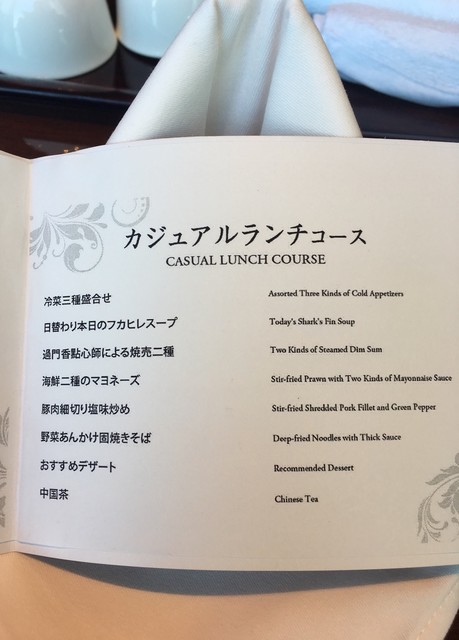 カジュアルランチコース
CASUAL LUNCH COURSE
冷菜三種盛合せ
Assorted Three Kinds of Cold Appetizers
日替わり本日のフカヒレスープ
Today's Shark's Fin Soup
過門香點心師による焼売二種
Two Kinds of Steamed Dim Sum
海鮮二種のマヨネーズ
Stir-fried Prawn with Two Kinds of Mayonnaise Sauce
豚肉細切り塩味炒め
Stir-fried Shredded Pork Fillet and Green Pepper
野菜あんかけ固焼きそば
Deep-fried Noodles with Thick Sauce
おすすめデザート
Recommended Dessert
中国茶
Chinese Tea